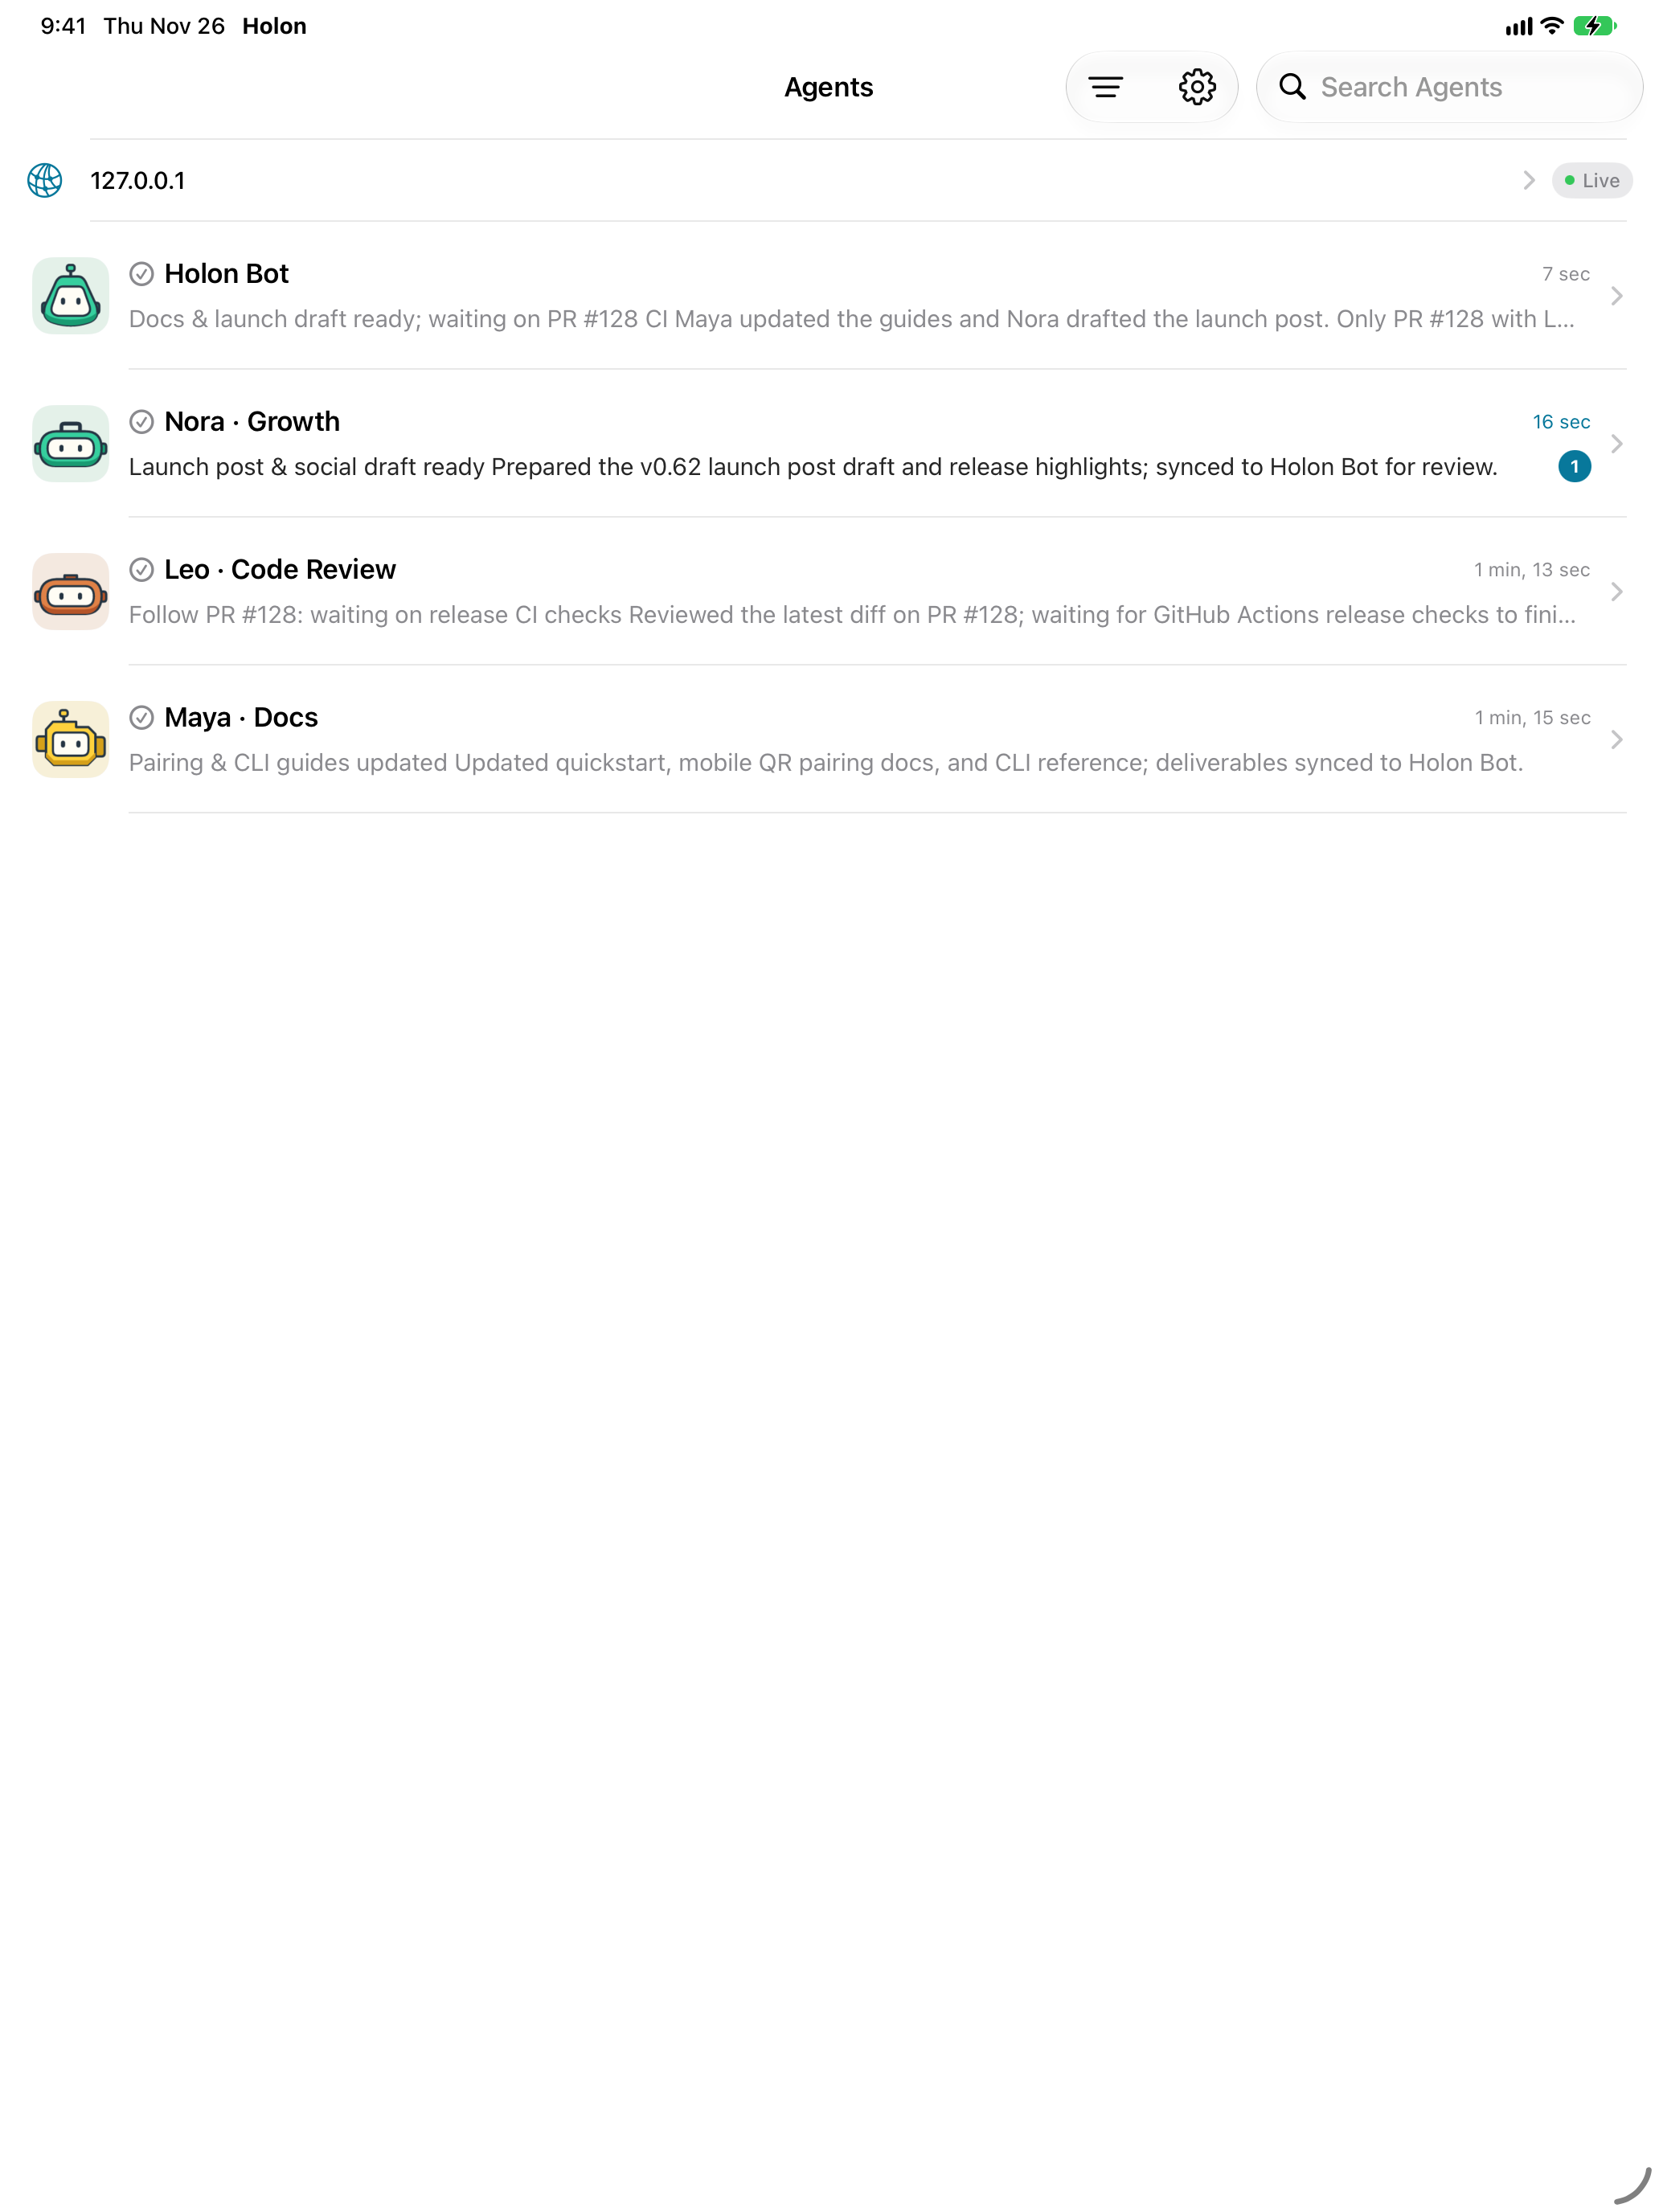 9:41 Thu Nov 26 Holon
Agents
Search Agents
127.0.0.1
Live
Holon Bot
7 sec
Docs & launch draft ready; waiting on PR #128 CI Maya updated the guides and Nora drafted the launch post. Only PR #128 with L...
Nora · Growth
16 sec
Launch post & social draft ready Prepared the v0.62 launch post draft and release highlights; synced to Holon Bot for review.
1
Leo · Code Review
1 min, 13 sec
Follow PR #128: waiting on release CI checks Reviewed the latest diff on PR #128; waiting for GitHub Actions release checks to fini...
Maya · Docs
1 min, 15 sec
Pairing & CLI guides updated Updated quickstart, mobile QR pairing docs, and CLI reference; deliverables synced to Holon Bot.